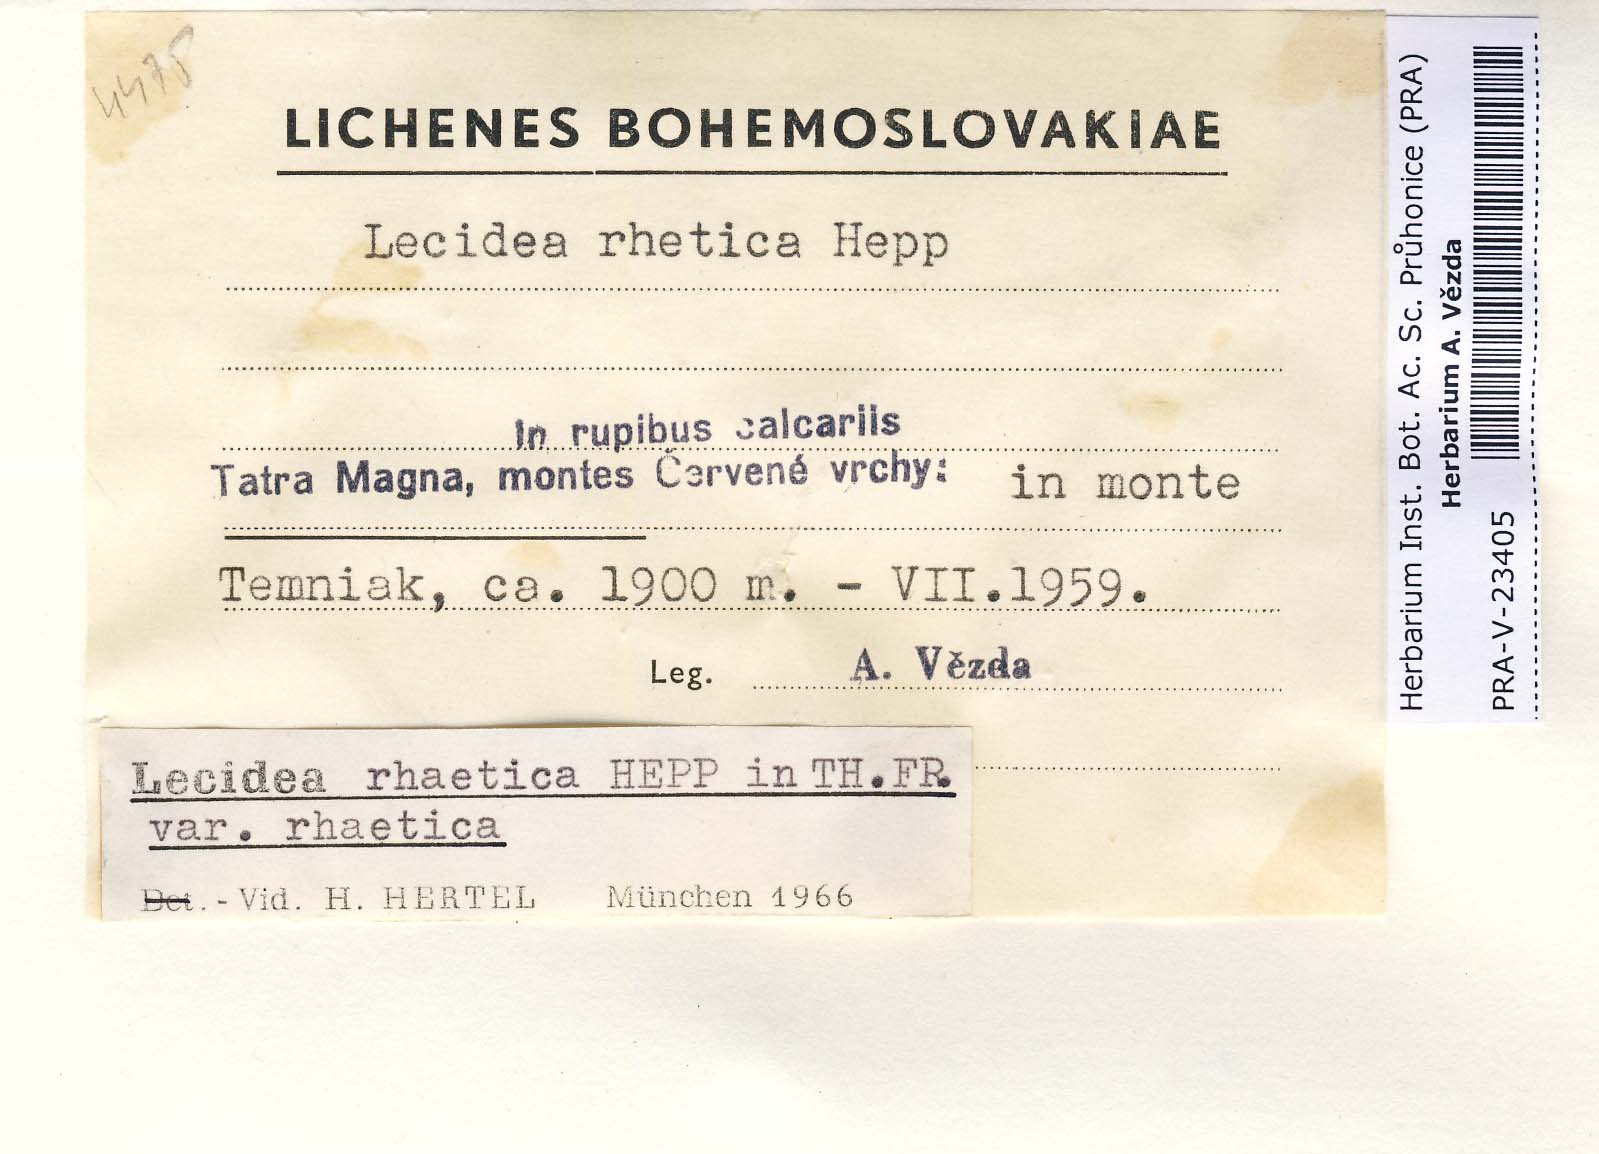 4478
LICHENES BOHEMOSLOVAKIAE
Lecidea rhetica Hepp
In rupibus calcariis
Tatra Magna, montes Červené vrchy: in monte
Temniak, ca. 1900 m. - VII.1959.
Leg. A. Vězda
Lecidea rhaetica HEPP in TH.FR.
var. rhaetica
Det.- Vid. H. HERTEL München 1966
Herbarium Inst. Bot. Ac. Sc. Průhonice (PRA)
Herbarium A. Vězda
PRA-V-23405